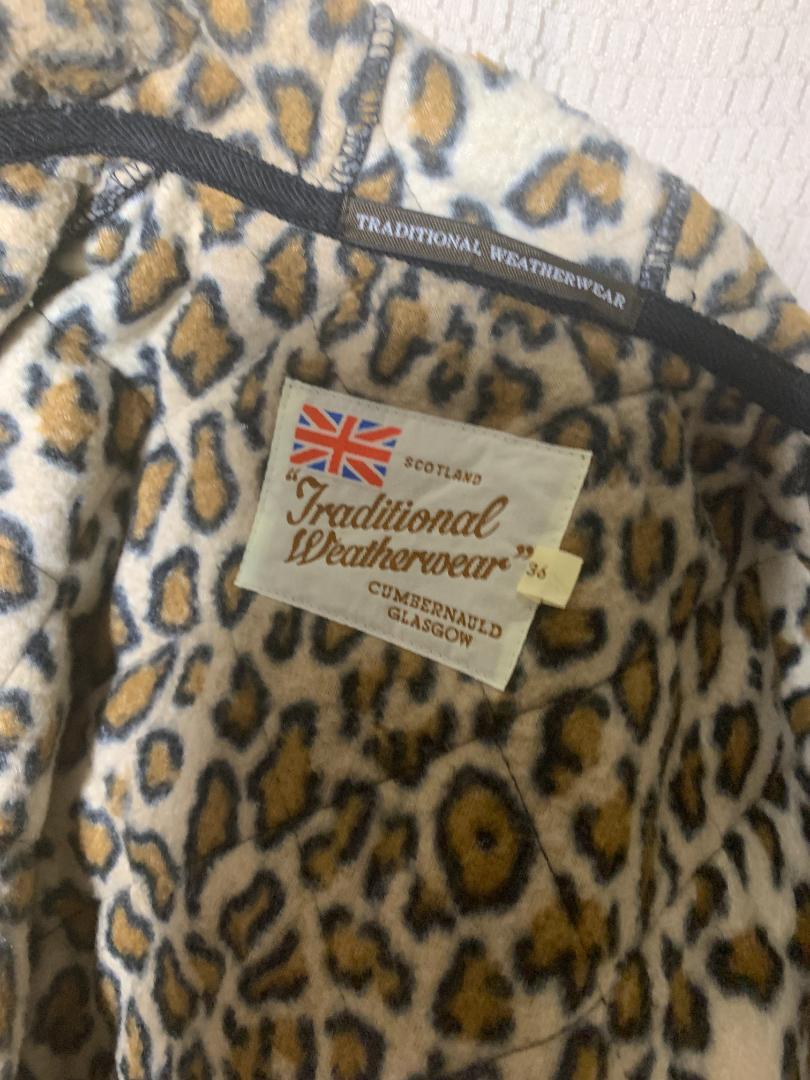 TRADITIONAL WEATHERWEAR
SCOTLAND
"Traditional
Weatherwear"
36
CUMBERNAULD
GLASGOW